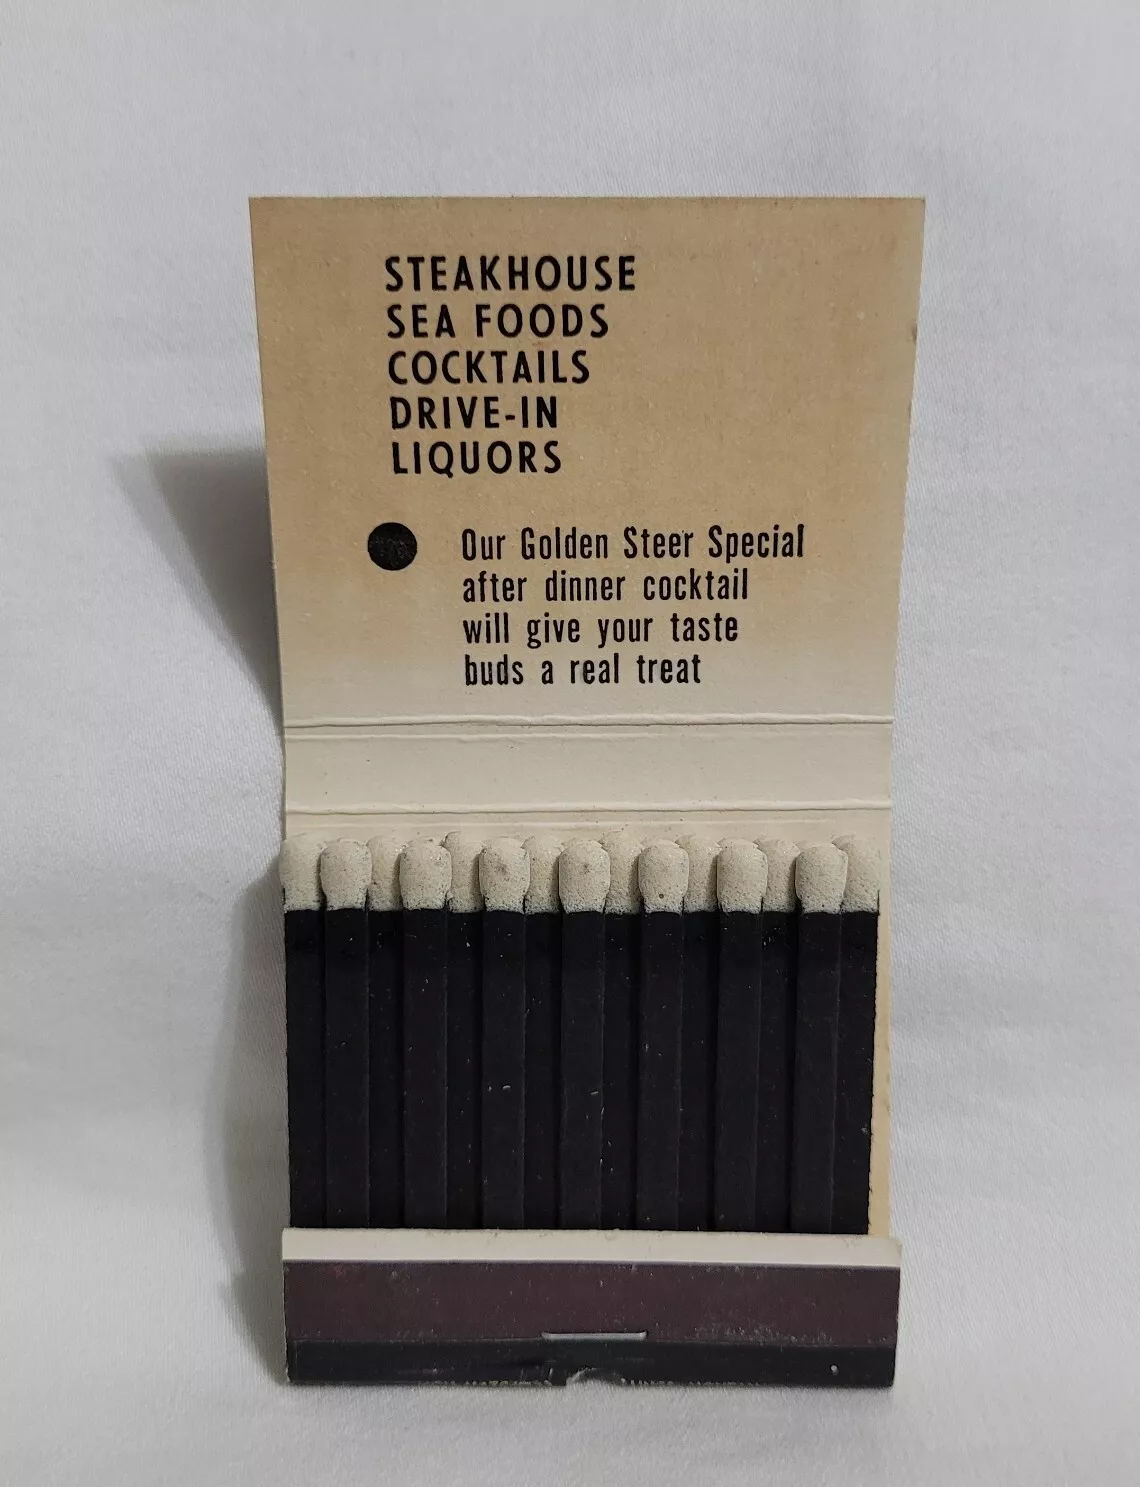 STEAKHOUSE
SEA FOODS
COCKTAILS
DRIVE-IN
LIQUORS
Our Golden Steer Special
after dinner cocktail
will give your taste
buds a real treat